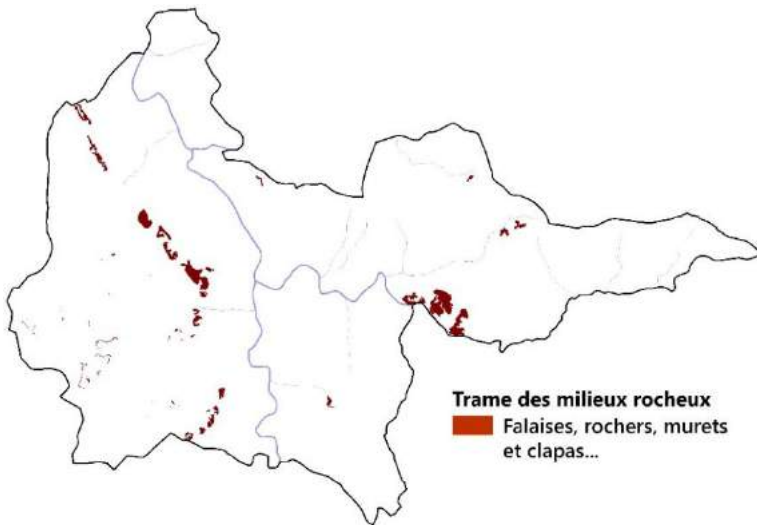 Trame des milieux rocheux
Falaises, rochers, murets
et clapas...